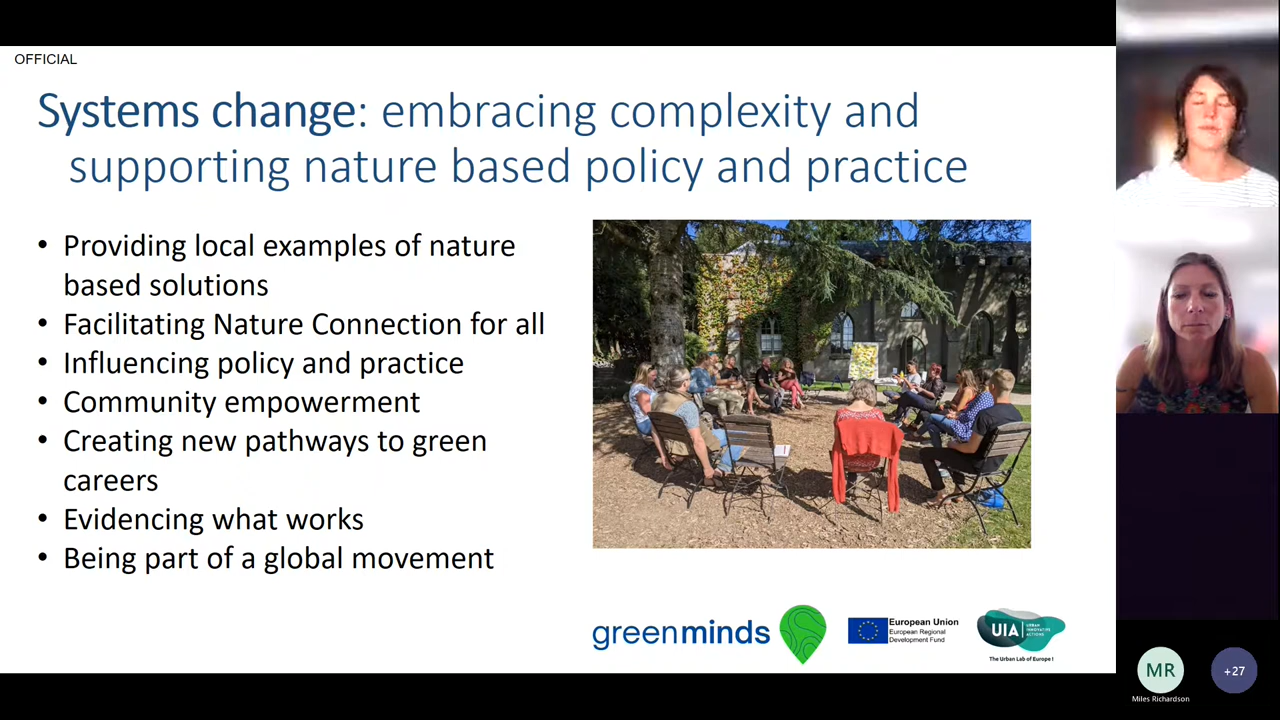 OFFICIAL
Systems change: embracing complexity and
supporting nature based policy and practice
• Providing local examples of nature
based solutions
• Facilitating Nature Connection for all
• Influencing policy and practice
• Community empowerment
• Creating new pathways to green
careers
• Evidencing what works
• Being part of a global movement
greenminds
European Union
European Regional
Development Fund
UIA
URBAN
INNOVATIVE
ACTIONS
The Urban Lab of Europe !
MR
Miles Richardson
+27